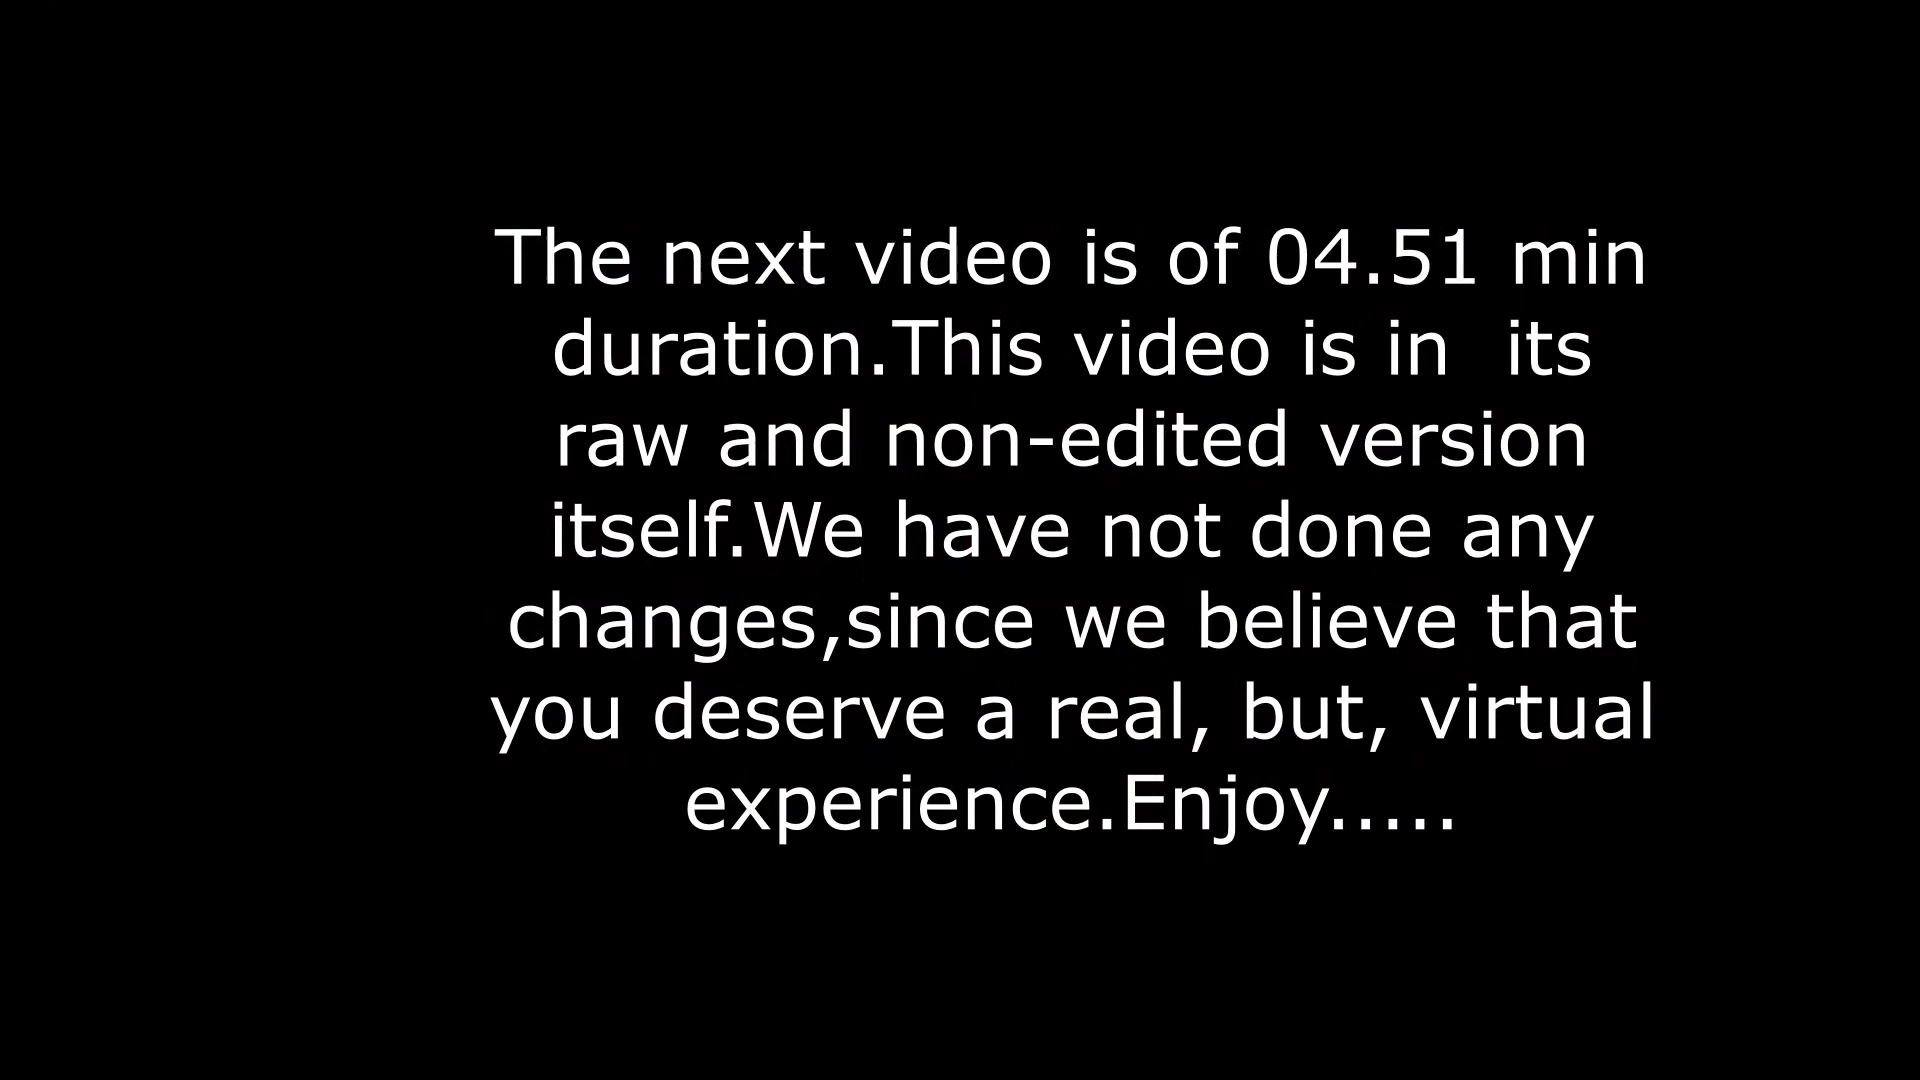 The next video is of 04.51 min
duration.This video is in  its
raw and non-edited version
itself.We have not done any
changes,since we believe that
you deserve a real, but, virtual
experience.Enjoy.....